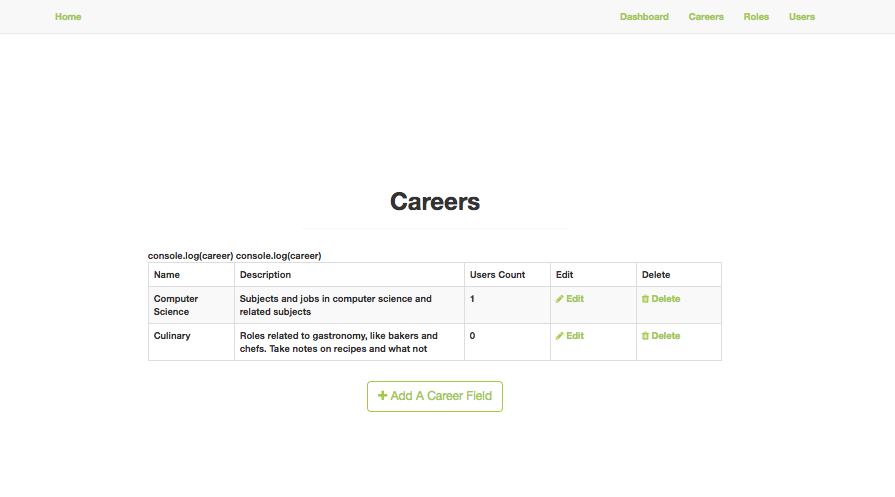 Home Dashboard Careers Roles Users
Careers
console.log(career) console.log(career)
Name Description Users Count Edit Delete
Computer Science Subjects and jobs in computer science and related subjects 1 Edit Delete
Culinary Roles related to gastronomy, like bakers and chefs. Take notes on recipes and what not 0 Edit Delete
Add A Career Field